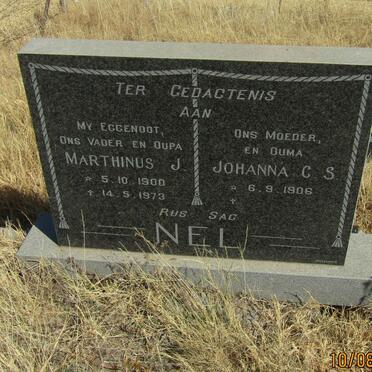 TER GEDAGTENIS
AAN
MY EGGENOOT,
ONS VADER EN OUPA
MARTHINUS J.
* 5.10.1900
† 14.5.1973
ONS MOEDER,
EN OUMA
JOHANNA C S
* 6.9.1906
†
RUS SAG
NEL
10/08